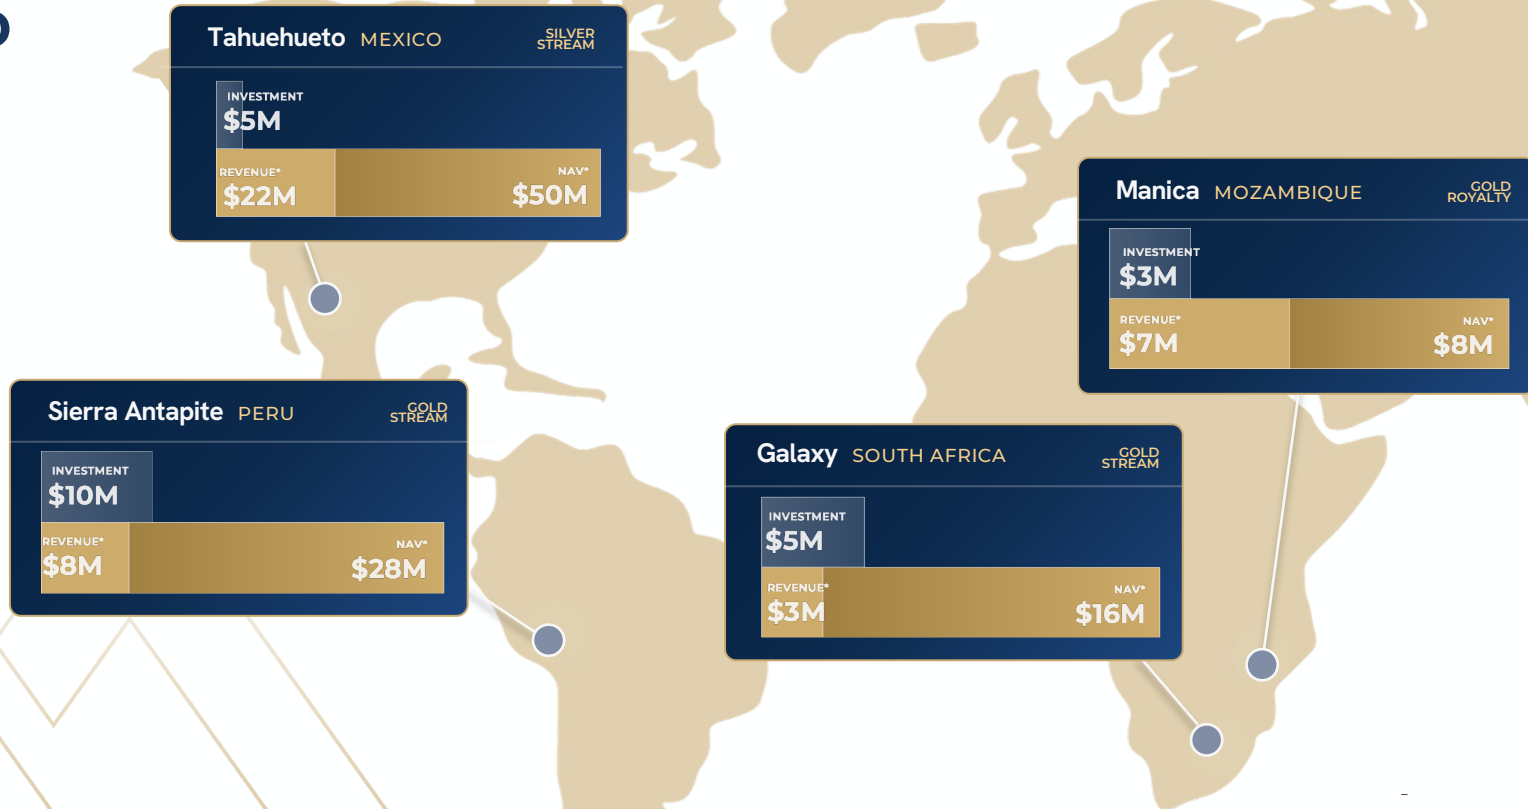 Tahuehueto MEXICO
SILVER
STREAM
INVESTMENT
$5M
REVENUE* NAV*
$22M $50M
Manica MOZAMBIQUE
GOLD
ROYALTY
INVESTMENT
$3M
REVENUE* NAV*
$7M $8M
Sierra Antapite PERU
GOLD
STREAM
INVESTMENT
$10M
REVENUE* NAV*
$8M $28M
Galaxy SOUTH AFRICA
GOLD
STREAM
INVESTMENT
$5M
REVENUE* NAV*
$3M $16M